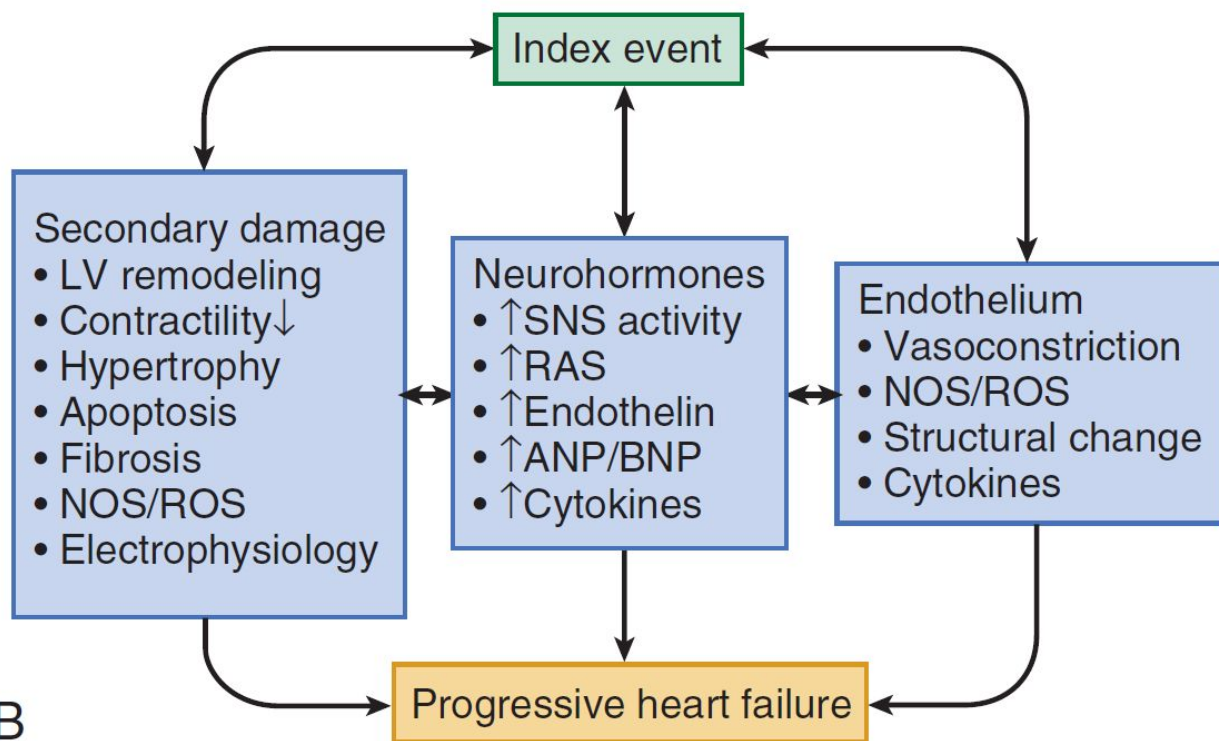 Index event
Secondary damage
• LV remodeling
• Contractility↓
• Hypertrophy
• Apoptosis
• Fibrosis
• NOS/ROS
• Electrophysiology
Neurohormones
• ↑SNS activity
• ↑RAS
• ↑Endothelin
• ↑ANP/BNP
• ↑Cytokines
Endothelium
• Vasoconstriction
• NOS/ROS
• Structural change
• Cytokines
Progressive heart failure
B